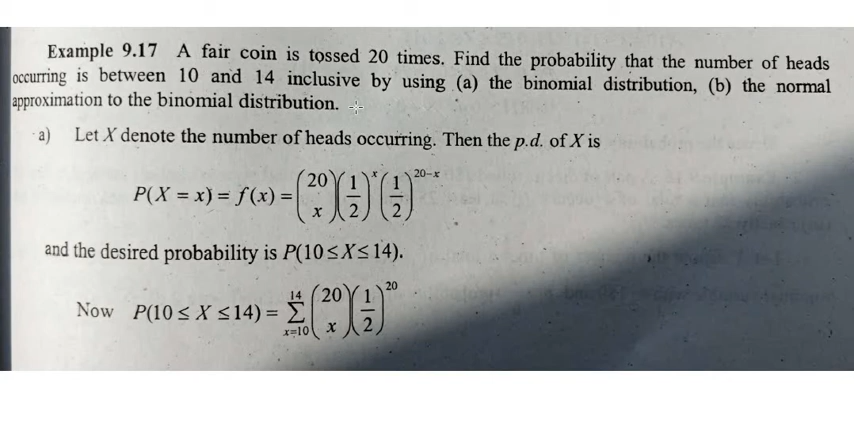 Example 9.17 A fair coin is tossed 20 times. Find the probability that the number of heads
occurring is between 10 and 14 inclusive by using (a) the binomial distribution, (b) the normal
approximation to the binomial distribution.
a) Let X denote the number of heads occurring. Then the p.d. of X is
P(X = x) = f(x) = (20 x)(1/2)^x(1/2)^20-x
and the desired probability is P(10≤X≤14).
Now P(10 ≤ X ≤14) = 14 Σ x=10 (20 x)(1/2)^20